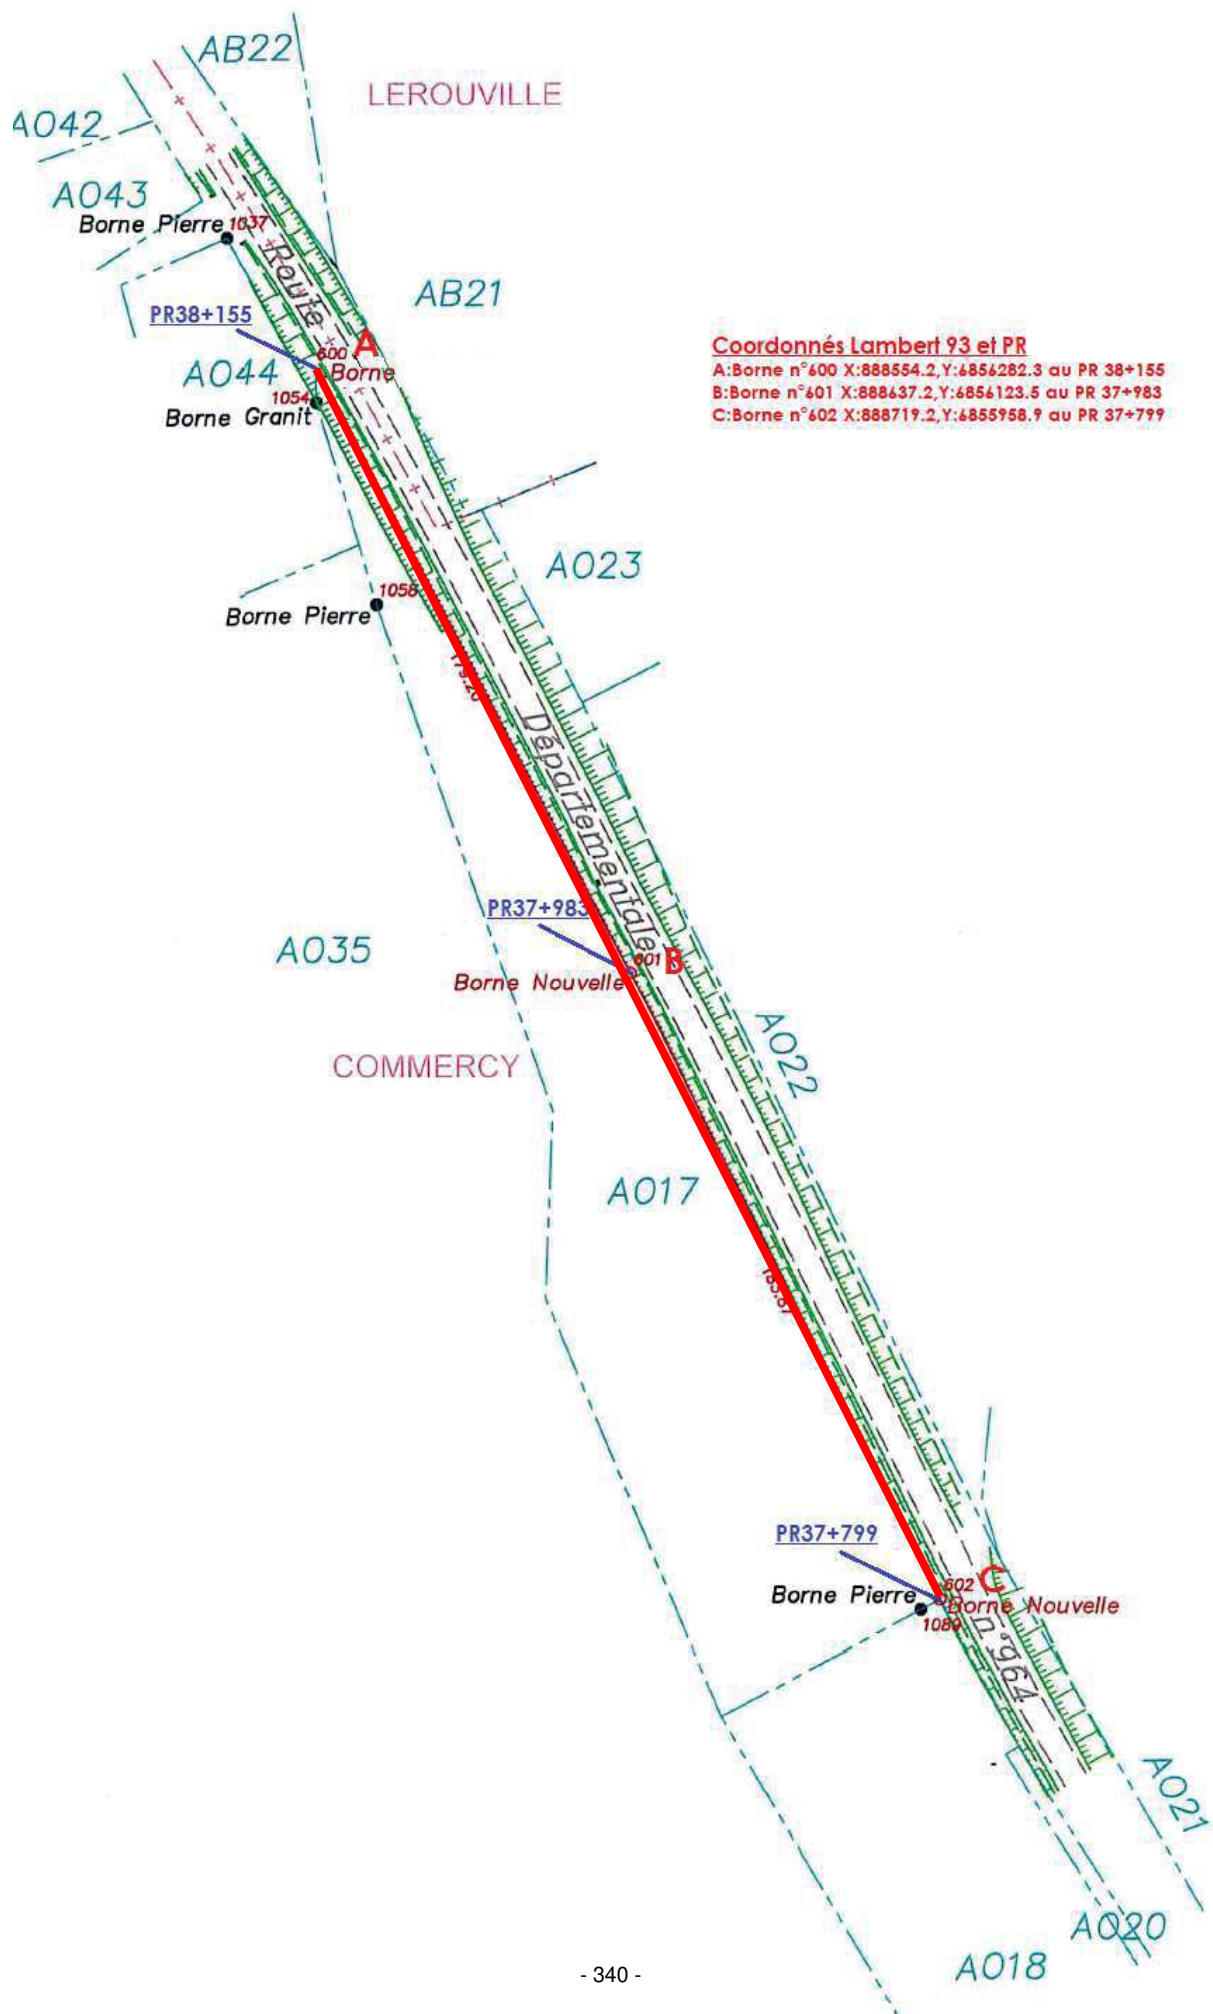 AB22
LEROUVILLE
AO42
AO43
Borne Pierre
1037
Route
AB21
PR38+155
A
600
Borne
AO44
1054
Borne Granit
Coordonnés Lambert 93 et PR
A:Borne n°600 X:888554.2,Y:6856282.3 au PR 38+155
B:Borne n°601 X:888637.2,Y:6856123.5 au PR 37+983
C:Borne n°602 X:888719.2,Y:6855958.9 au PR 37+799
AO23
1058
Borne Pierre
Départementale
PR37+983
AO35
601
B
Borne Nouvelle
AO22
COMMERCY
AO17
PR37+799
602
C
Borne Pierre
Borne Nouvelle
1089
n°964
AO21
AO20
AO18
- 340 -